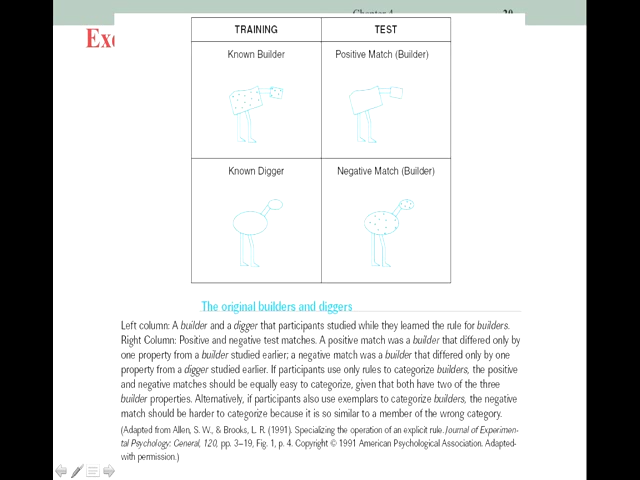 Exe
TRAINING TEST
Known Builder Positive Match (Builder)
Known Digger Negative Match (Builder)
The original builders and diggers
Left column: A builder and a digger that participants studied while they learned the rule for builders.
Right Column: Positive and negative test matches. A positive match was a builder that differed only by
one property from a builder studied earlier; a negative match was a builder that differed only by one
property from a digger studied earlier. If participants use only rules to categorize builders, the positive
and negative matches should be equally easy to categorize, given that both have two of the three
builder properties. Alternatively, if participants also use exemplars to categorize builders, the negative
match should be harder to categorize because it is so similar to a member of the wrong category.
(Adapted from Allen, S. W., & Brooks, L. R. (1991). Specializing the operation of an explicit rule. Journal of Experimen-
tal Psychology: General, 120, pp. 3–19, Fig. 1, p. 4. Copyright © 1991 American Psychological Association. Adapted-
with permission.)